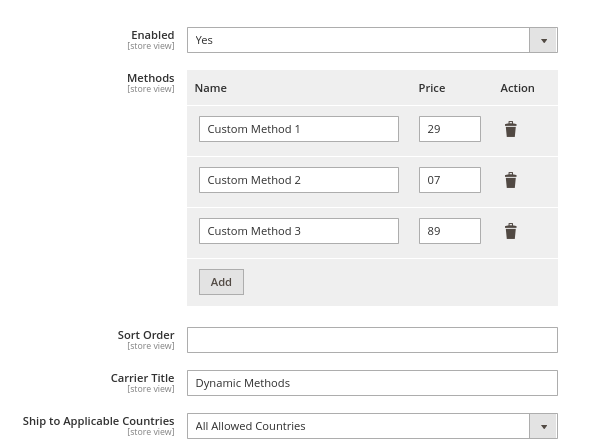 Enabled
[store view]
Yes
Methods
[store view]
Name Price Action
Custom Method 1 29
Custom Method 2 07
Custom Method 3 89
Add
Sort Order
[store view]
Carrier Title
[store view]
Dynamic Methods
Ship to Applicable Countries
[store view]
All Allowed Countries